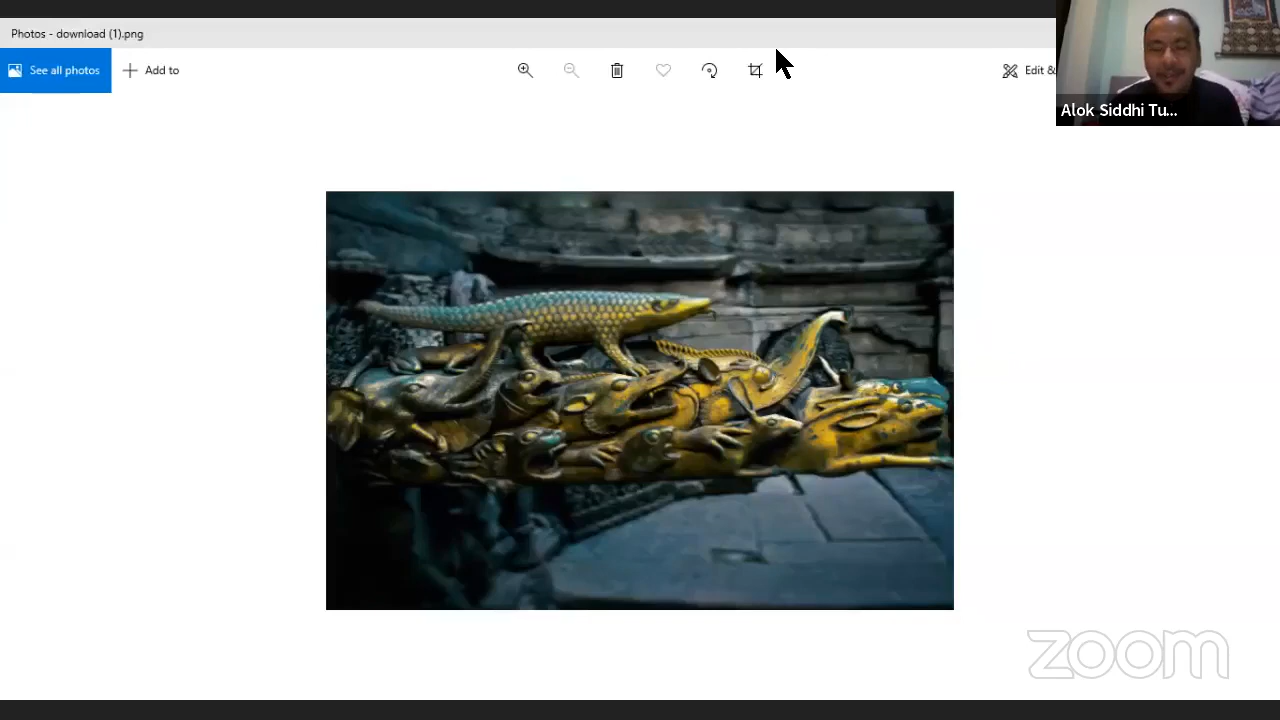 Photos - download (1).png
See all photos
Add to
Edit &
Alok Siddhi Tu...
zoom